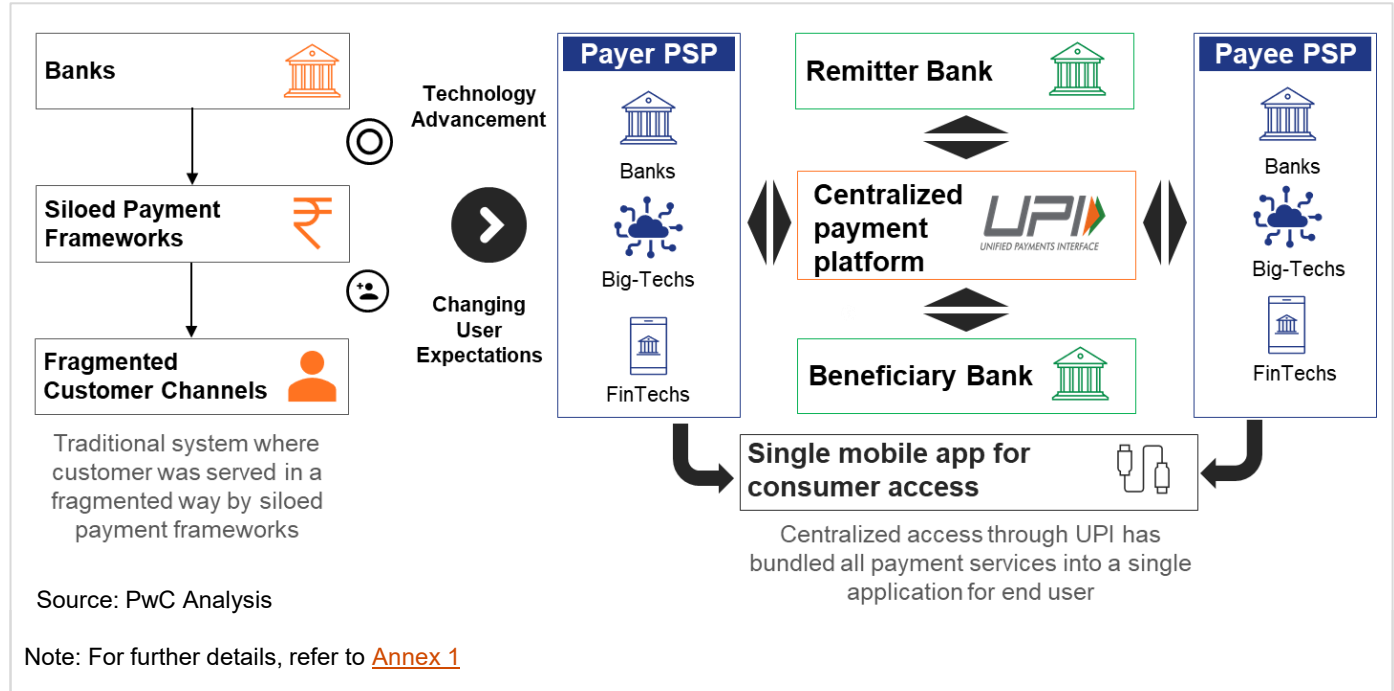 Banks
Siloed Payment
Frameworks
Fragmented
Customer Channels
Traditional system where
customer was served in a
fragmented way by siloed
payment frameworks
Technology
Advancement
Changing
User
Expectations
Payer PSP
Banks
Big-Techs
FinTechs
Remitter Bank
Centralized
payment
platform
UPI
UNIFIED PAYMENTS INTERFACE
Beneficiary Bank
Payee PSP
Banks
Big-Techs
FinTechs
Single mobile app for
consumer access
Centralized access through UPI has
bundled all payment services into a single
application for end user
Source: PwC Analysis
Note: For further details, refer to Annex 1